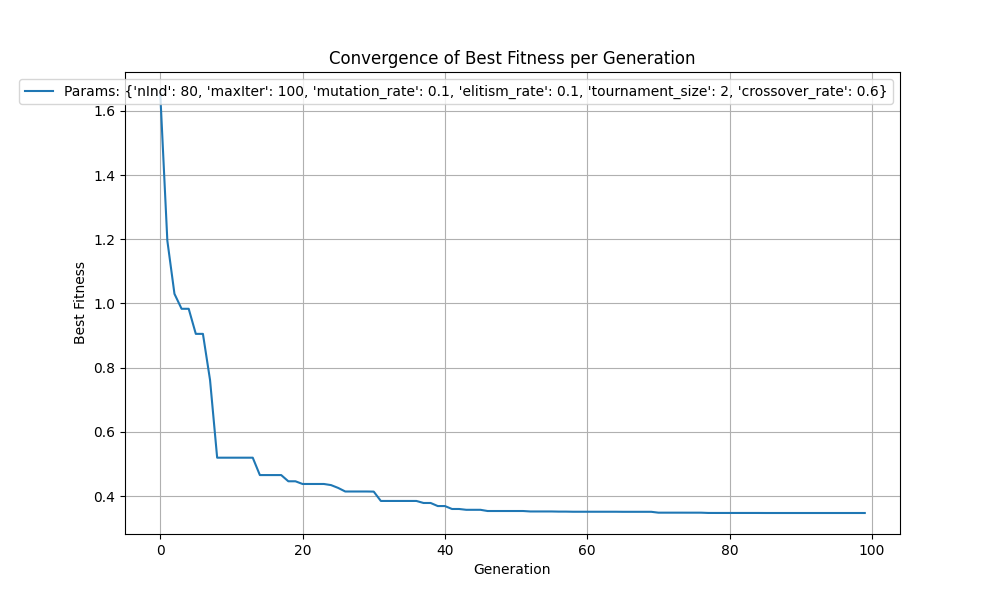 Convergence of Best Fitness per Generation
Params: {'nInd': 80, 'maxIter': 100, 'mutation_rate': 0.1, 'elitism_rate': 0.1, 'tournament_size': 2, 'crossover_rate': 0.6}
1.6
1.4
1.2
1.0
0.8
0.6
0.4
Best Fitness
0 20 40 60 80 100
Generation